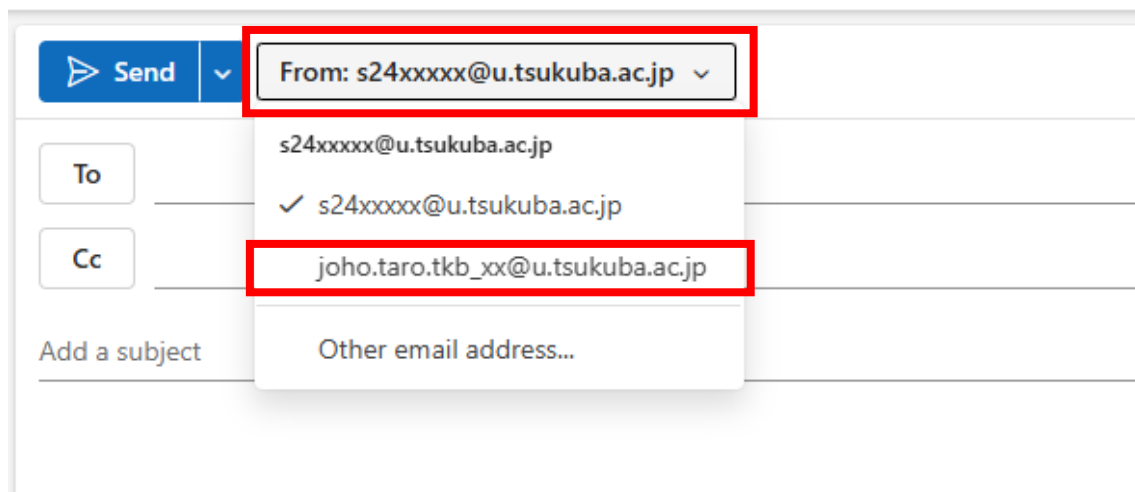 Send
From: s24xxxxx@u.tsukuba.ac.jp
s24xxxxx@u.tsukuba.ac.jp
To
s24xxxxx@u.tsukuba.ac.jp
Cc
joho.taro.tkb_xx@u.tsukuba.ac.jp
Add a subject
Other email address...